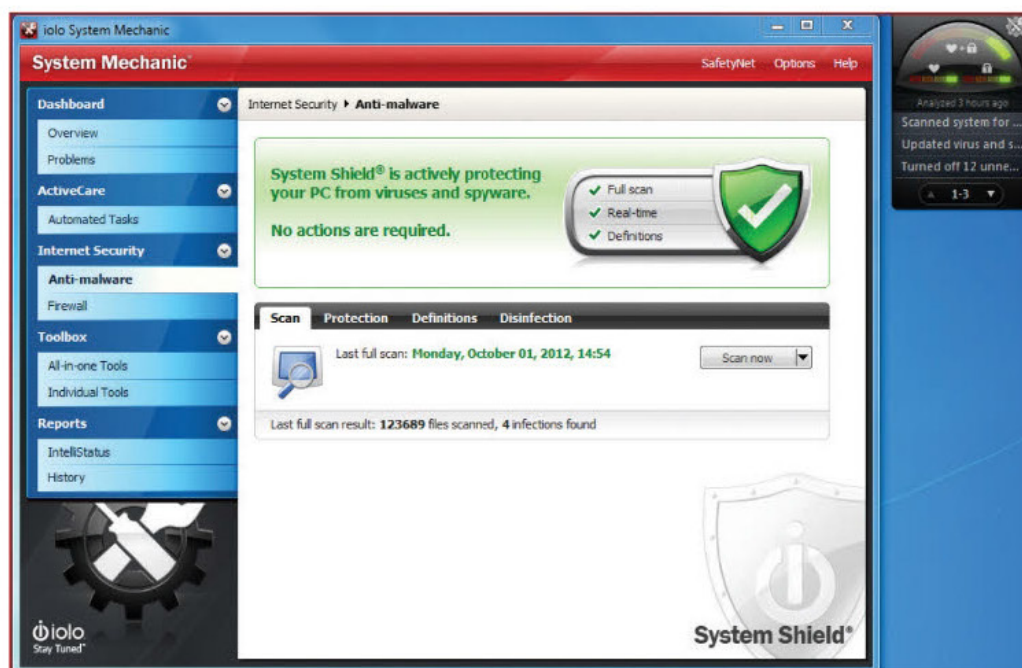 iolo System Mechanic
System Mechanic
SafetyNet Options Help
Dashboard
Overview
Problems
ActiveCare
Automated Tasks
Internet Security
Anti-malware
Firewall
Toolbox
All-in-one Tools
Individual Tools
Reports
IntelliStatus
History
iolo
Stay Tuned™
Internet Security Anti-malware
System Shield® is actively protecting
your PC from viruses and spyware.
No actions are required.
Full scan
Real-time
Definitions
Scan Protection Definitions Disinfection
Last full scan: Monday, October 01, 2012, 14:54
Scan now
Last full scan result: 123689 files scanned, 4 infections found
System Shield®
Analyzed 3 hours ago
Scanned system for ...
Updated virus and s...
Turned off 12 unne...
1-3